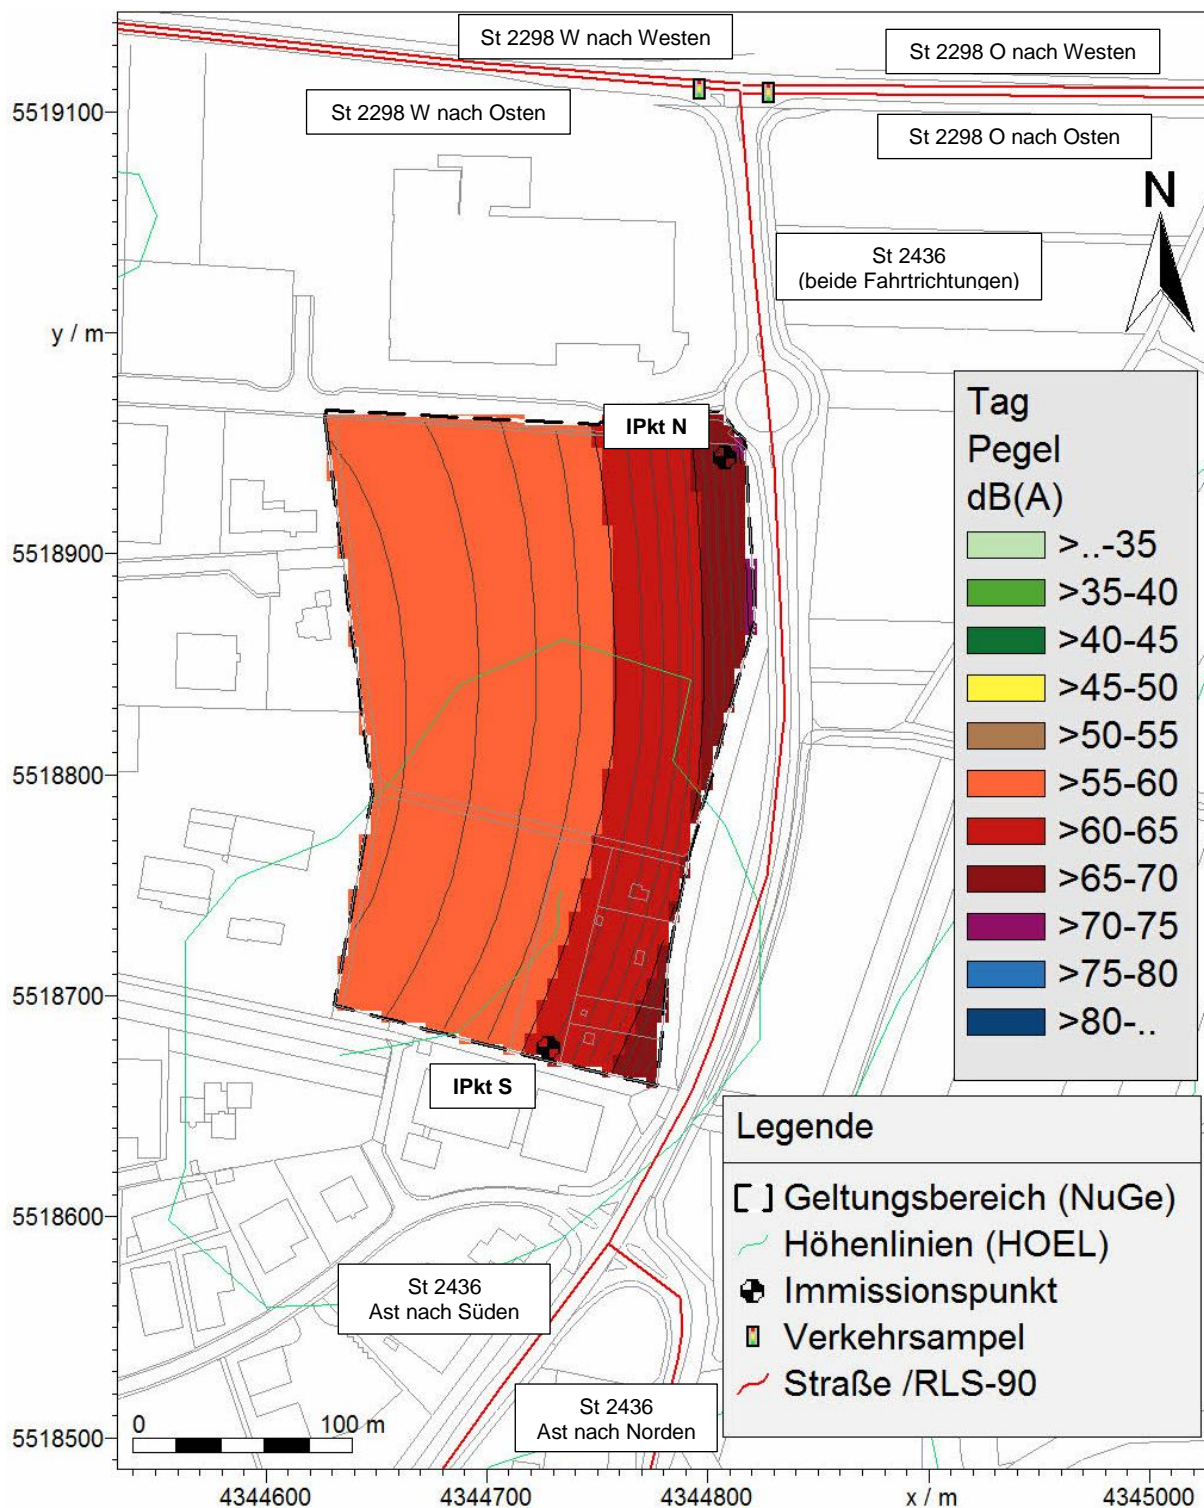 St 2298 W nach Westen
St 2298 O nach Westen
St 2298 W nach Osten
St 2298 O nach Osten
5519100
N
St 2436
(beide Fahrtrichtungen)
y / m
IPkt N
Tag
Pegel
dB(A)
>..-35
>35-40
>40-45
>45-50
>50-55
>55-60
>60-65
>65-70
>70-75
>75-80
>80-..
5518900
5518800
5518700
IPkt S
Legende
Geltungsbereich (NuGe)
Höhenlinien (HOEL)
Immissionspunkt
Verkehrsampel
Straße /RLS-90
5518600
St 2436
Ast nach Süden
St 2436
Ast nach Norden
0 100 m
5518500
4344600 4344700 4344800 x / m 4345000